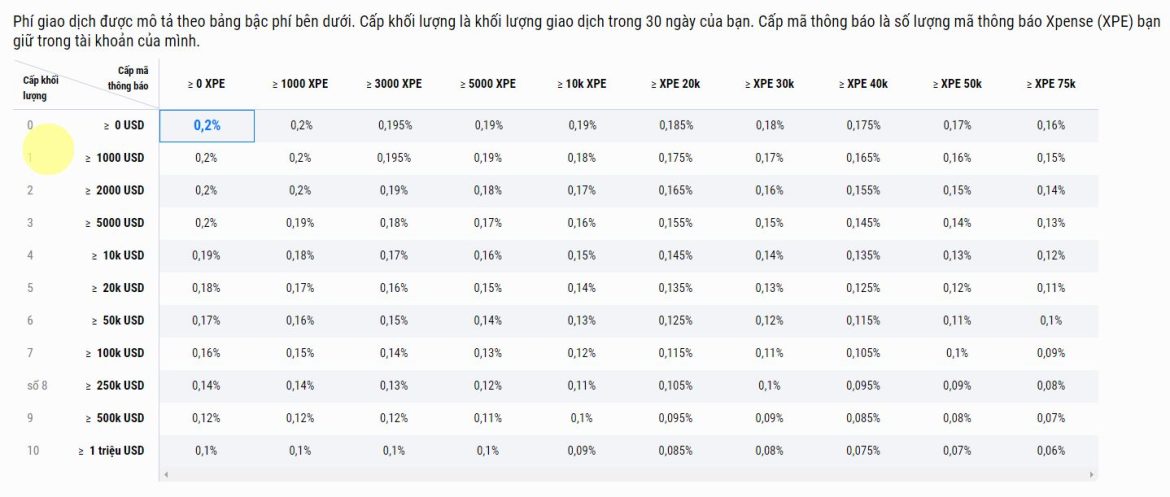 Phí giao dịch được mô tả theo bảng bậc phí bên dưới. Cấp khối lượng là khối lượng giao dịch trong 30 ngày của bạn. Cấp mã thông báo là số lượng mã thông báo Xpense (XPE) bạn
giữ trong tài khoản của mình.
Cấp khối lượng Cấp mã thông báo ≥ 0 XPE ≥ 1000 XPE ≥ 3000 XPE ≥ 5000 XPE ≥ 10k XPE ≥ XPE 20k ≥ XPE 30k ≥ XPE 40k ≥ XPE 50k ≥ XPE 75k
0 ≥ 0 USD 0,2% 0,2% 0,195% 0,19% 0,19% 0,185% 0,18% 0,175% 0,17% 0,16%
1 ≥ 1000 USD 0,2% 0,2% 0,195% 0,19% 0,18% 0,175% 0,17% 0,165% 0,16% 0,15%
2 ≥ 2000 USD 0,2% 0,2% 0,19% 0,18% 0,17% 0,165% 0,16% 0,155% 0,15% 0,14%
3 ≥ 5000 USD 0,2% 0,19% 0,18% 0,17% 0,16% 0,155% 0,15% 0,145% 0,14% 0,13%
4 ≥ 10k USD 0,19% 0,18% 0,17% 0,16% 0,15% 0,145% 0,14% 0,135% 0,13% 0,12%
5 ≥ 20k USD 0,18% 0,17% 0,16% 0,15% 0,14% 0,135% 0,13% 0,125% 0,12% 0,11%
6 ≥ 50k USD 0,17% 0,16% 0,15% 0,14% 0,13% 0,125% 0,12% 0,115% 0,11% 0,1%
7 ≥ 100k USD 0,16% 0,15% 0,14% 0,13% 0,12% 0,115% 0,11% 0,105% 0,1% 0,09%
số 8 ≥ 250k USD 0,14% 0,14% 0,13% 0,12% 0,11% 0,105% 0,1% 0,095% 0,09% 0,08%
9 ≥ 500k USD 0,12% 0,12% 0,12% 0,11% 0,1% 0,095% 0,09% 0,085% 0,08% 0,07%
10 ≥ 1 triệu USD 0,1% 0,1% 0,1% 0,1% 0,09% 0,085% 0,08% 0,075% 0,07% 0,06%